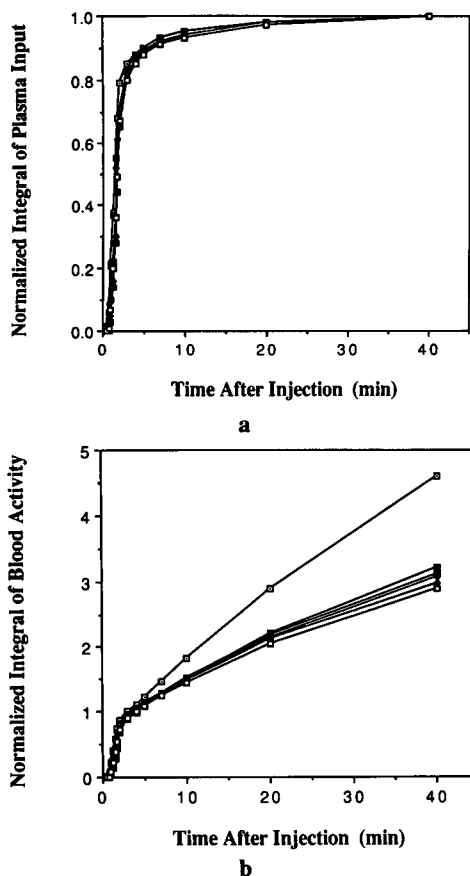 Normalized Integral of Plasma Input
1.0
0.8
0.6
0.4
0.2
0.0
0 10 20 30 40
Time After Injection (min)
a
Normalized Integral of Blood Activity
5
4
3
2
1
0
0 10 20 30 40
Time After Injection (min)
b